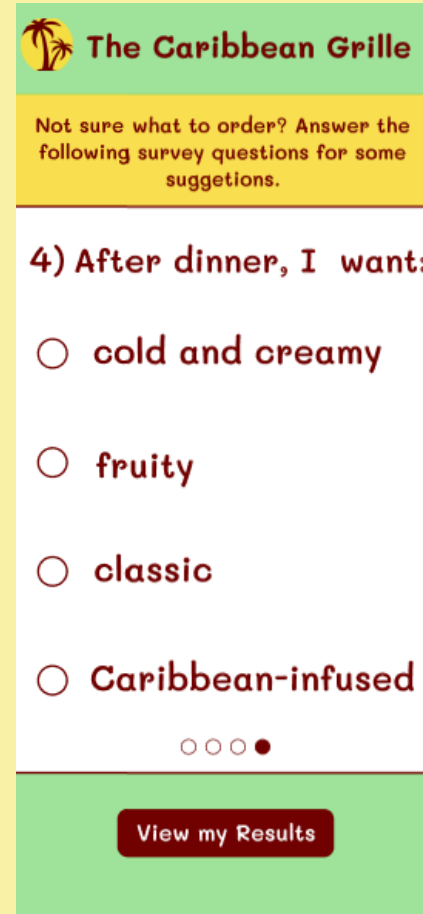 The Caribbean Grille
Not sure what to order? Answer the
following survey questions for some
suggetions.
4) After dinner, I want:
cold and creamy
fruity
classic
Caribbean-infused
View my Results